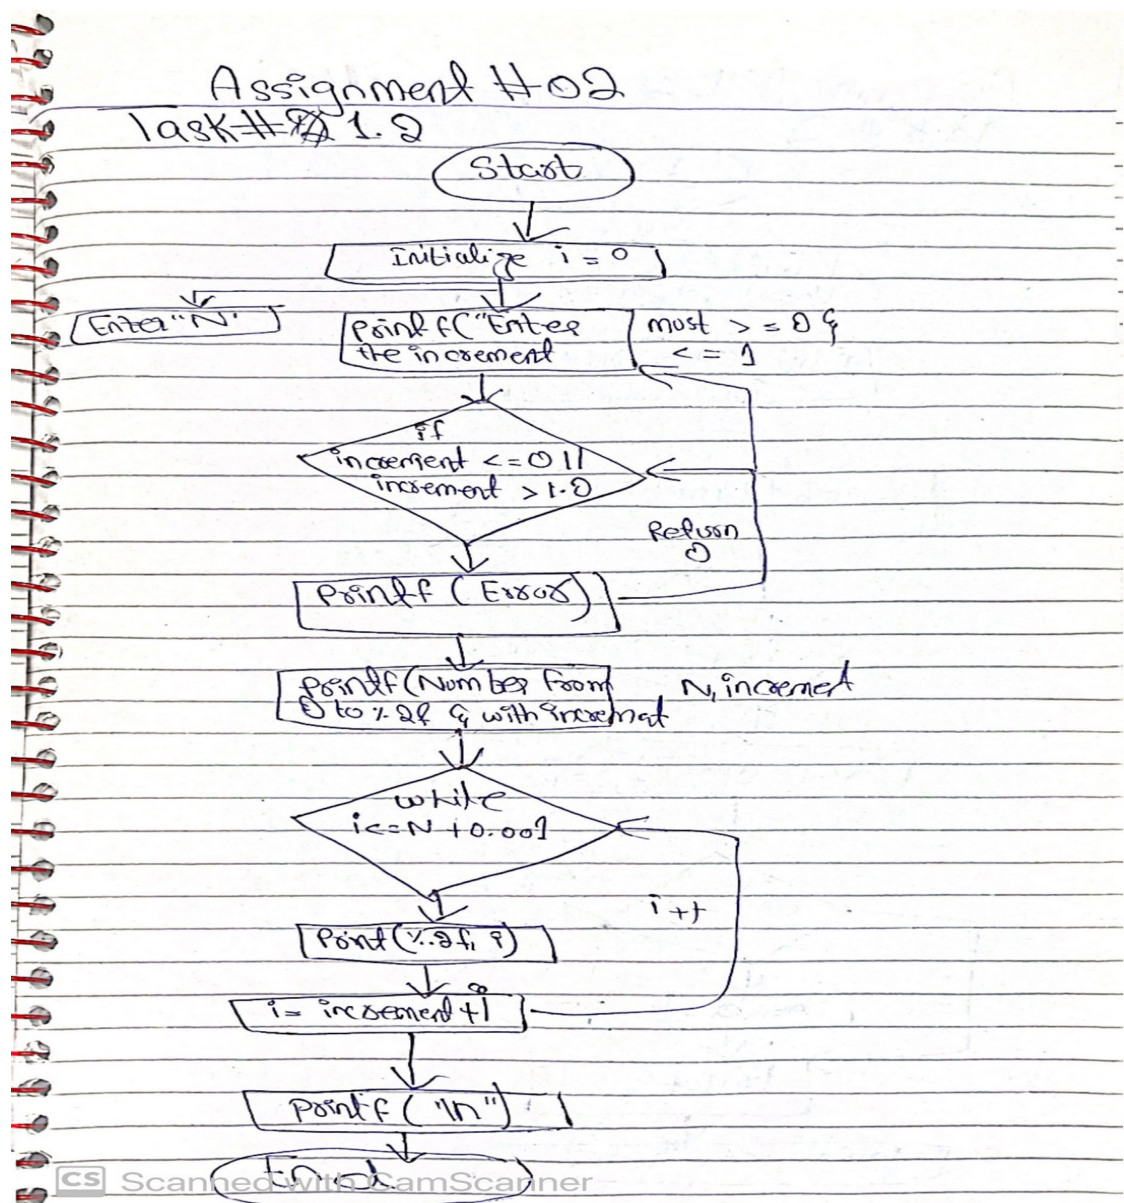 Assignment #02
Task# 1.2
Start
Initialize i = 0
Enter "N"
printf("Enter
the increment
must >= 0 &
<= 1
if
increment <= 0 ||
increment > 1.0
Return
0
Printf (Error)
printf(Number from
0 to %.2f & with increment
N, increment
while
i<=N+0.001
i++
Print(%.2f, i)
i= increment + i
printf("\n")
End
CS Scanned with CamScanner